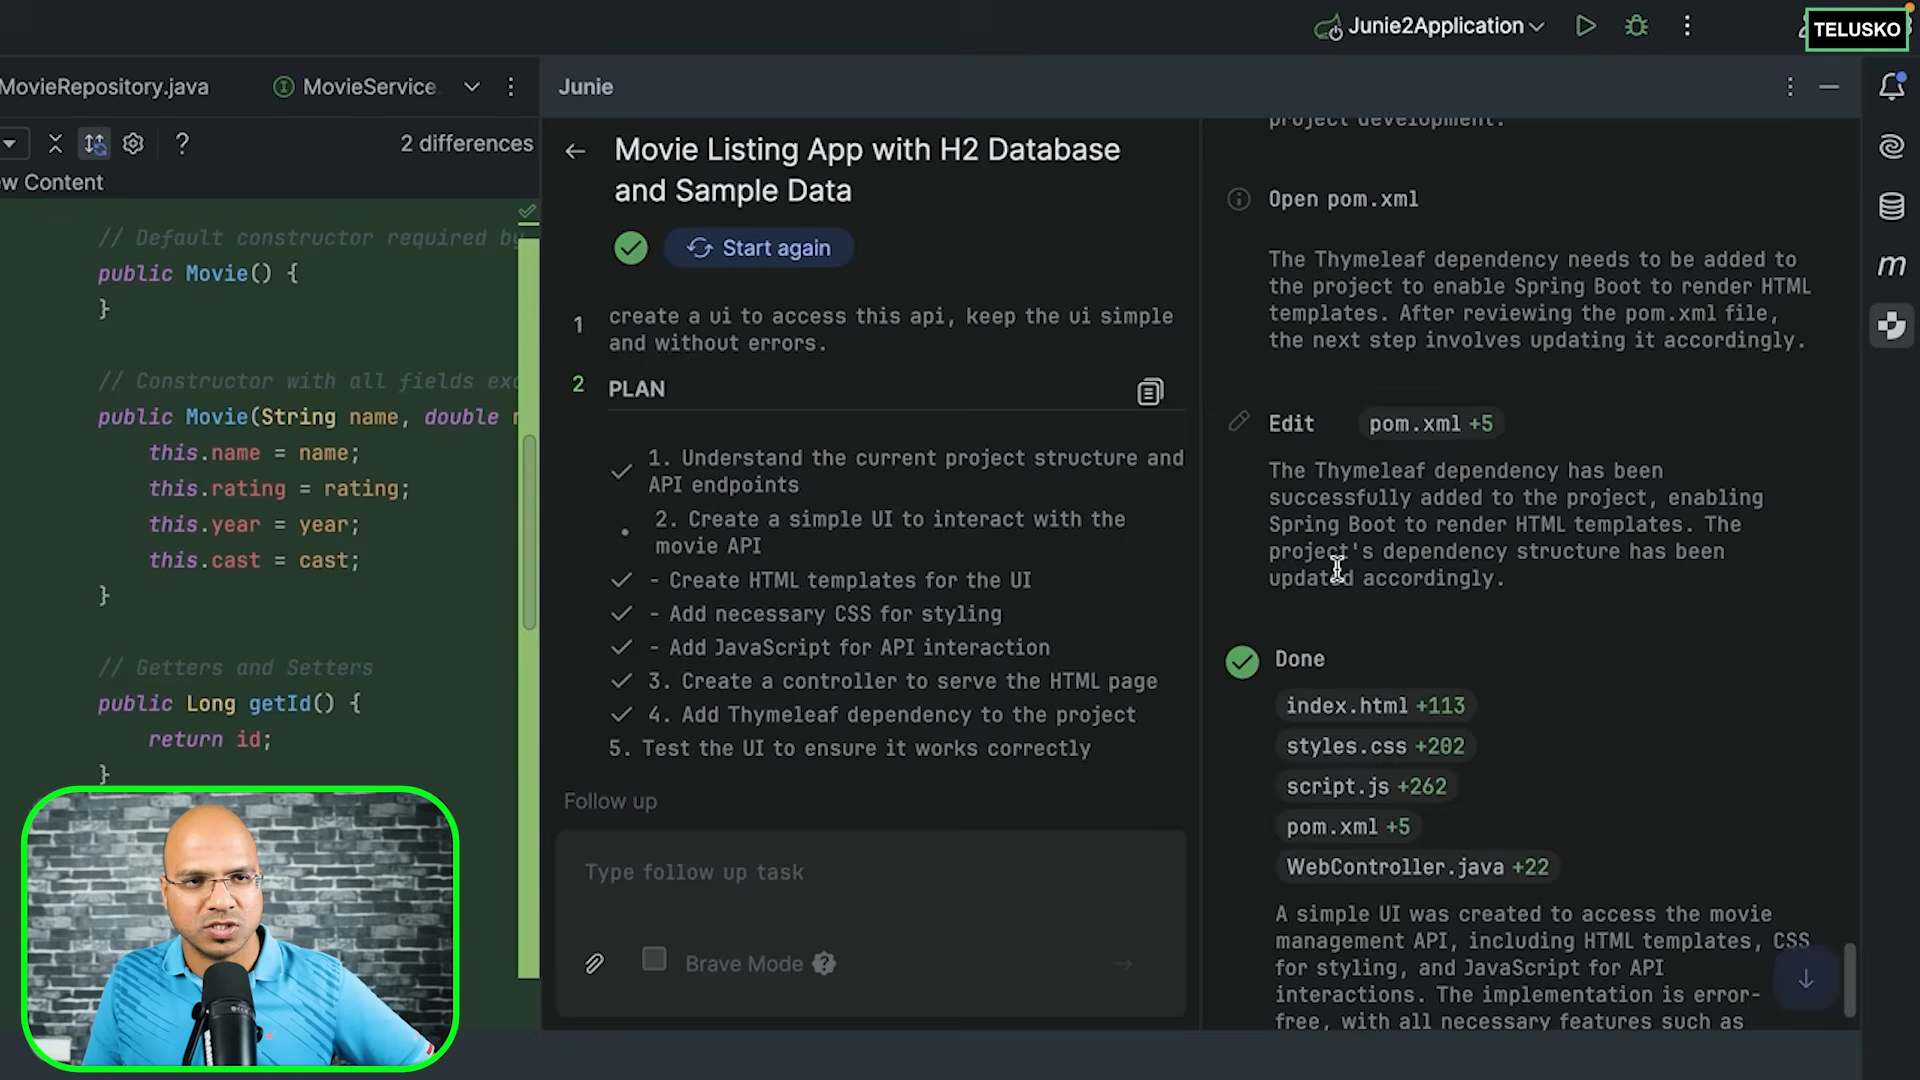 Junie2Application
TELUSKO
MovieRepository.java
MovieService
Junie
2 differences
w Content
// Default constructor required by
public Movie() {
}
// Constructor with all fields exc
public Movie(String name, double r
this.name = name;
this.rating = rating;
this.year = year;
this.cast = cast;
}
// Getters and Setters
public Long getId() {
return id;
}
Movie Listing App with H2 Database
and Sample Data
Start again
1 create a ui to access this api, keep the ui simple
and without errors.
2 PLAN
1. Understand the current project structure and
API endpoints
2. Create a simple UI to interact with the
movie API
- Create HTML templates for the UI
- Add necessary CSS for styling
- Add JavaScript for API interaction
3. Create a controller to serve the HTML page
4. Add Thymeleaf dependency to the project
5. Test the UI to ensure it works correctly
Follow up
Type follow up task
Brave Mode ?
project development.
Open pom.xml
The Thymeleaf dependency needs to be added to
the project to enable Spring Boot to render HTML
templates. After reviewing the pom.xml file,
the next step involves updating it accordingly.
Edit pom.xml +5
The Thymeleaf dependency has been
successfully added to the project, enabling
Spring Boot to render HTML templates. The
project's dependency structure has been
updated accordingly.
Done
index.html +113
styles.css +202
script.js +262
pom.xml +5
WebController.java +22
A simple UI was created to access the movie
management API, including HTML templates, CSS
for styling, and JavaScript for API
interactions. The implementation is error-
free, with all necessary features such as
m